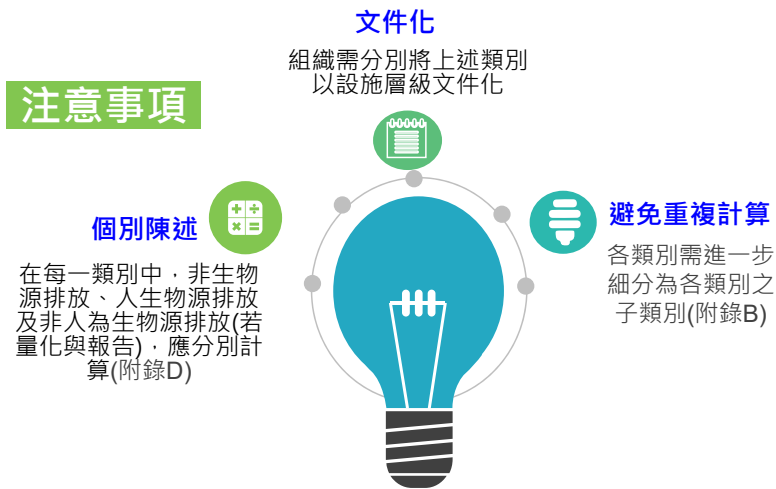 注意事項
文件化
組織需分別將上述類別
以設施層級文件化
個別陳述
在每一類別中，非生物
源排放、人生物源排放
及非人為生物源排放(若
量化與報告)，應分別計
算(附錄D)
避免重複計算
各類別需進一步
細分為各類別之
子類別(附錄B)